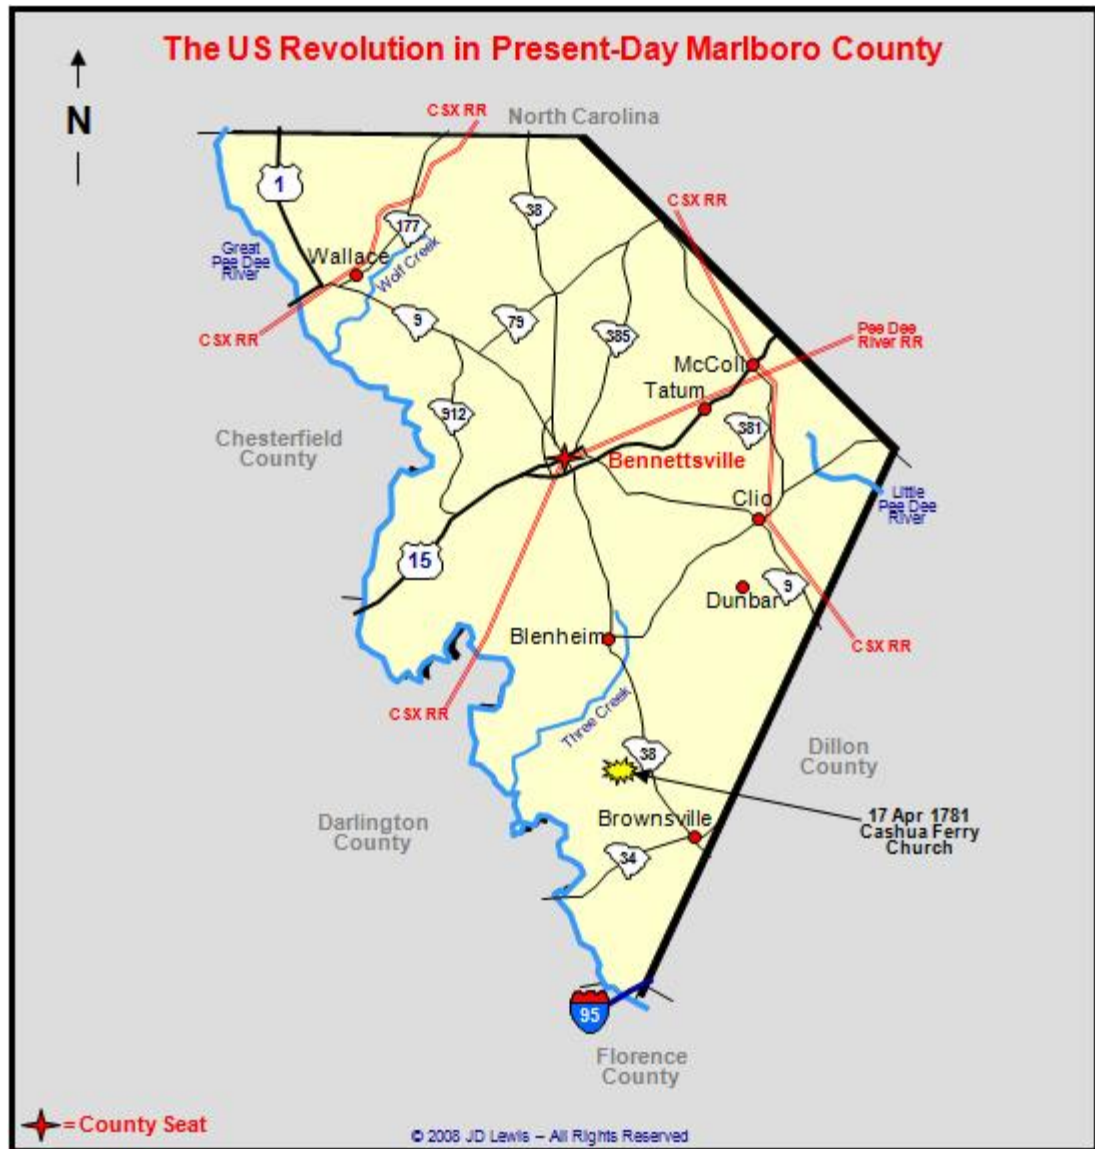 The US Revolution in Present-Day Marlboro County
N
CSX RR
North Carolina
1
38
CSX RR
177
Great
Pee Dee
River
Wallace
Wolf Creek
9
79
385
CSX RR
Pee Dee
River RR
McColl
Tatum
912
381
Chesterfield
County
Bennettsville
Clio
Little
Pee Dee
River
15
9
Dunbar
Blenheim
CSX RR
CSX RR
Three Creek
38
Dillon
County
17 Apr 1781
Cashua Ferry
Church
Darlington
County
Brownsville
34
95
Florence
County
= County Seat
© 2008 JD Lewis – All Rights Reserved